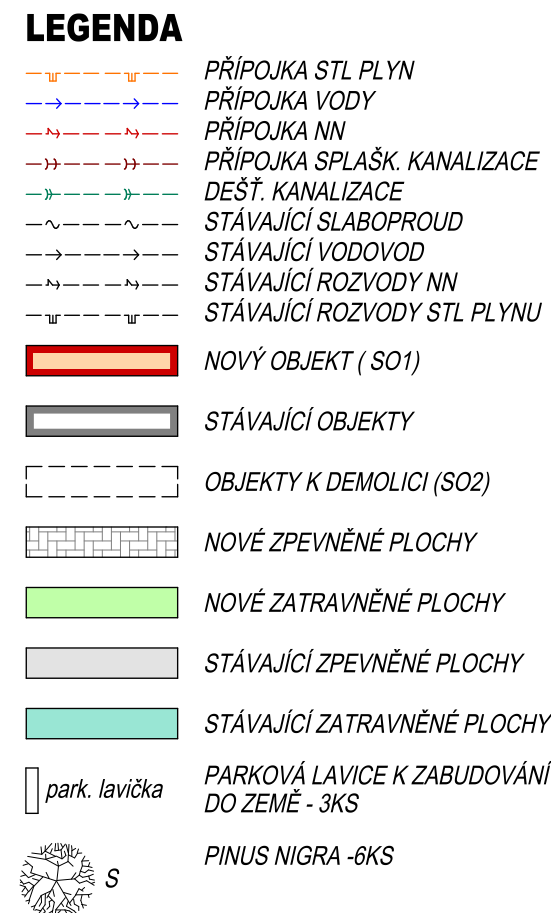 LEGENDA
PŘÍPOJKA STL PLYN
PŘÍPOJKA VODY
PŘÍPOJKA NN
PŘÍPOJKA SPLAŠK. KANALIZACE
DEŠŤ. KANALIZACE
STÁVAJÍCÍ SLABOPROUD
STÁVAJÍCÍ VODOVOD
STÁVAJÍCÍ ROZVODY NN
STÁVAJÍCÍ ROZVODY STL PLYNU
NOVÝ OBJEKT ( SO1)
STÁVAJÍCÍ OBJEKTY
OBJEKTY K DEMOLICI (SO2)
NOVÉ ZPEVNĚNÉ PLOCHY
NOVÉ ZATRAVNĚNÉ PLOCHY
STÁVAJÍCÍ ZPEVNĚNÉ PLOCHY
STÁVAJÍCÍ ZATRAVNĚNÉ PLOCHY
park. lavička
PARKOVÁ LAVICE K ZABUDOVÁNÍ
DO ZEMĚ - 3KS
S
PINUS NIGRA -6KS